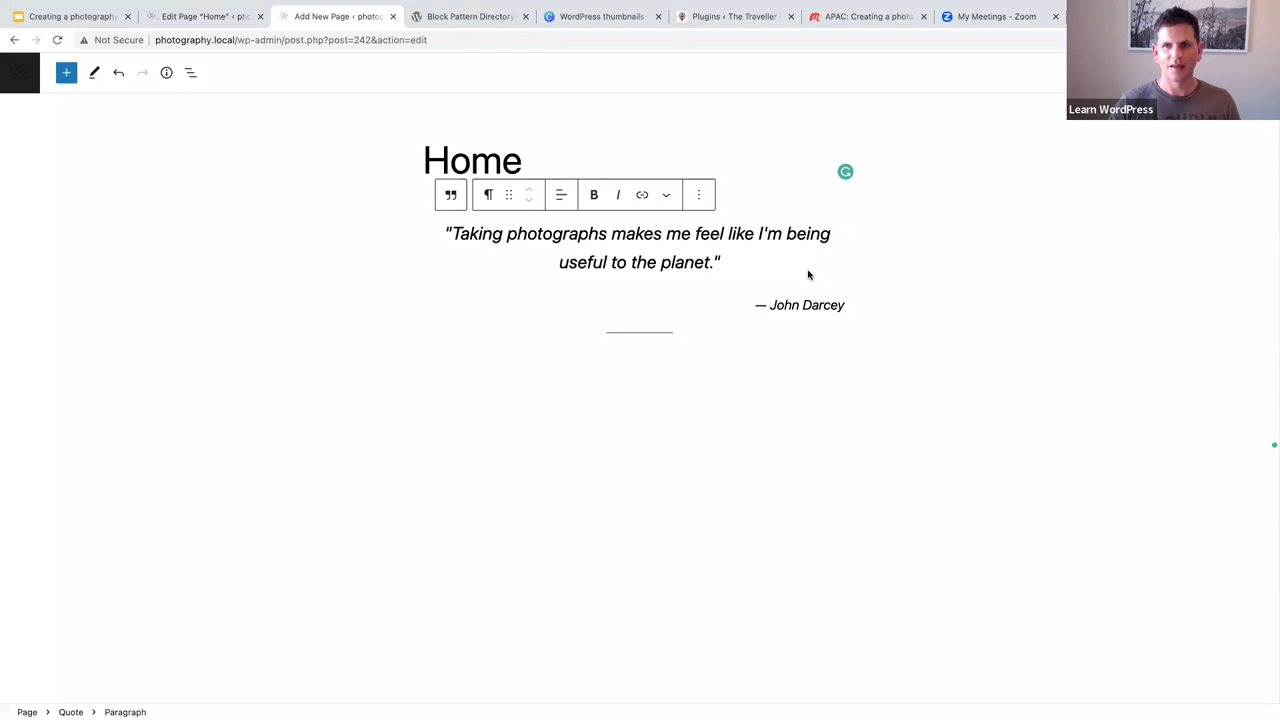 Creating a photography
Edit Page "Home" ‹ pho
Add New Page ‹ photog
Block Pattern Directory
WordPress thumbnails
Plugins ‹ The Traveller
APAC: Creating a photo
My Meetings - Zoom
Not Secure
photography.local/wp-admin/post.php?post=242&action=edit
Learn WordPress
Home
B I
"Taking photographs makes me feel like I'm being
useful to the planet."
— John Darcey
Page > Quote > Paragraph